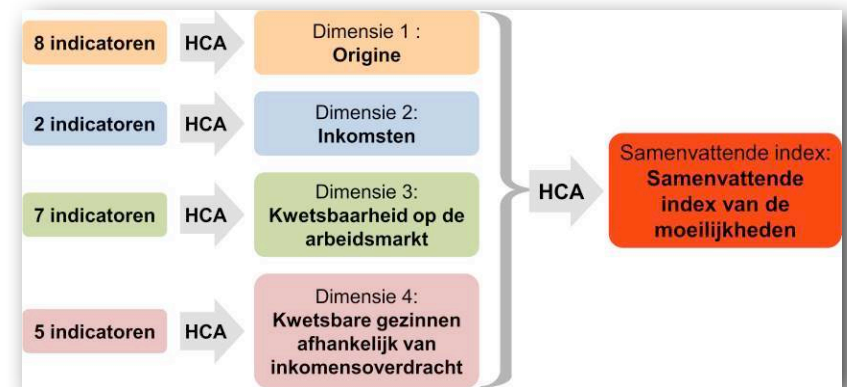 8 indicatoren
HCA
Dimensie 1 :
Origine
2 indicatoren
HCA
Dimensie 2:
Inkomsten
7 indicatoren
HCA
Dimensie 3:
Kwetsbaarheid op de
arbeidsmarkt
5 indicatoren
HCA
Dimensie 4:
Kwetsbare gezinnen
afhankelijk van
inkomensoverdracht
HCA
Samenvattende index:
Samenvattende
index van de
moeilijkheden